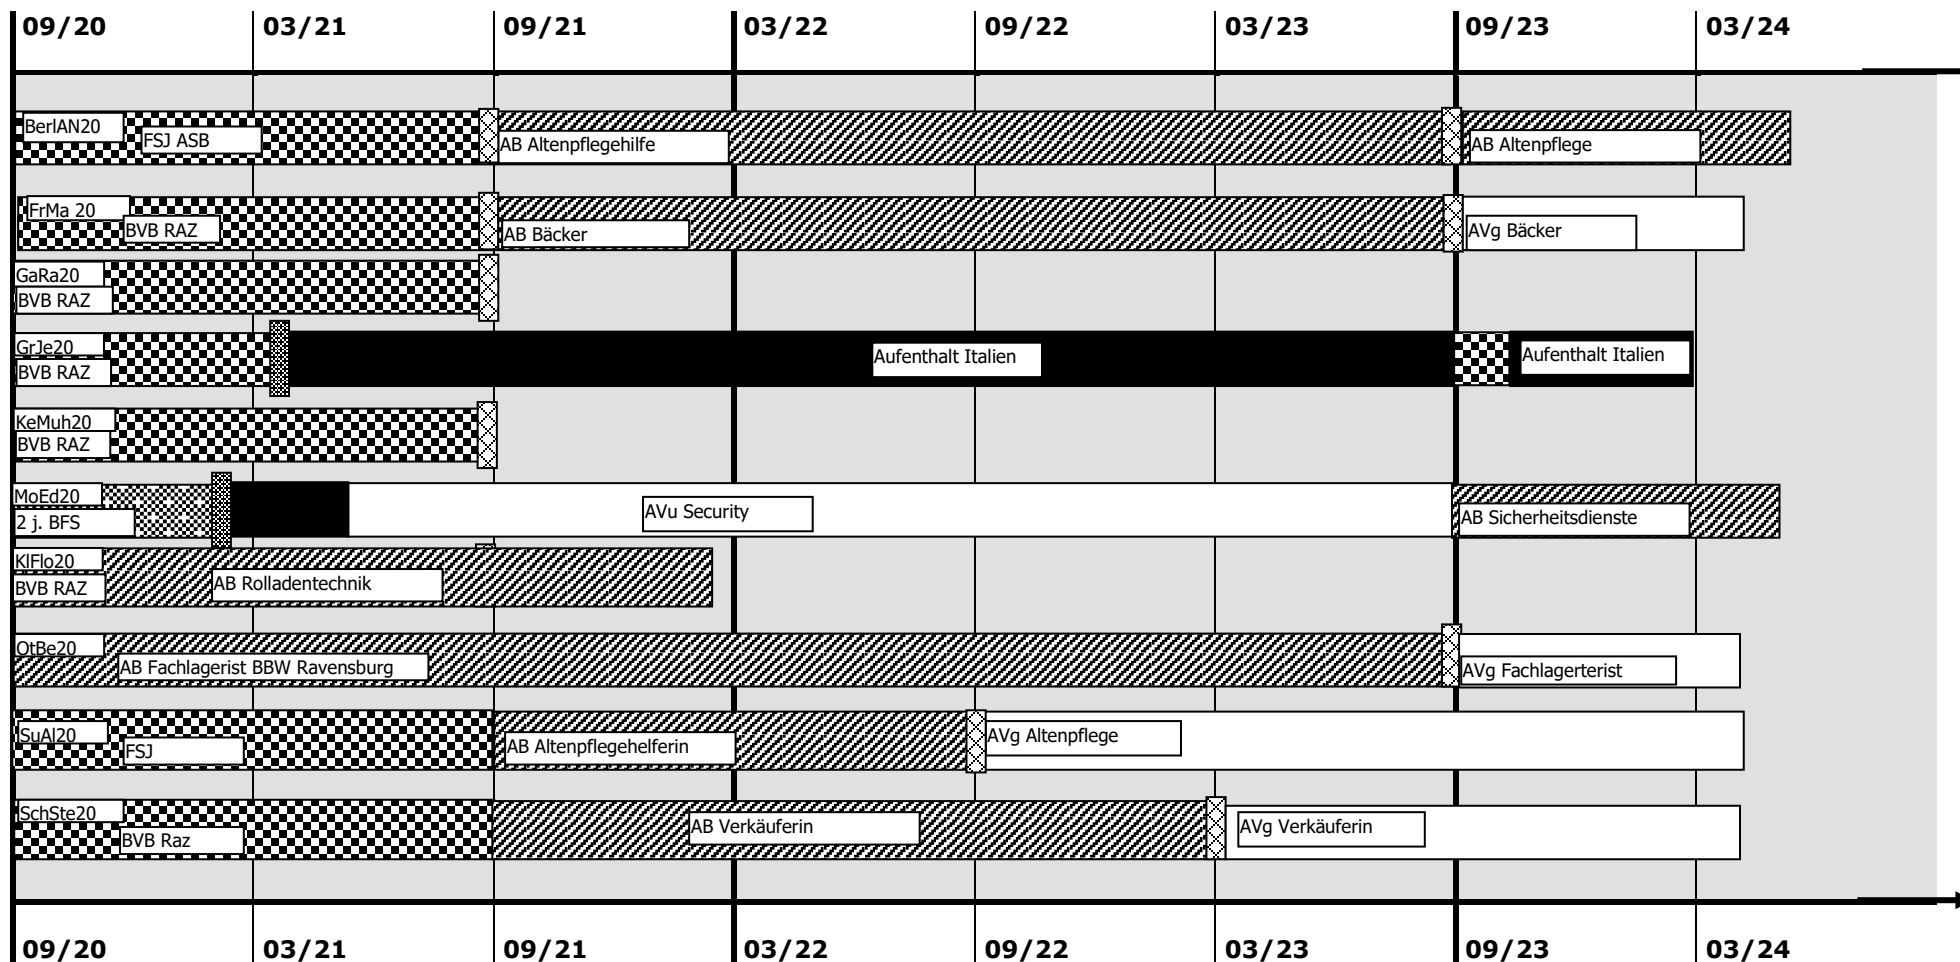 09/20 03/21 09/21 03/22 09/22 03/23 09/23 03/24
BerlAN20
FSJ ASB
AB Altenpflegehilfe
AB Altenpflege
FrMa 20
BVB RAZ
AB Bäcker
AVg Bäcker
GaRa20
BVB RAZ
GrJe20
BVB RAZ
Aufenthalt Italien
Aufenthalt Italien
KeMuh20
BVB RAZ
MoEd20
2 j. BFS
AVu Security
AB Sicherheitsdienste
KlFlo20
BVB RAZ
AB Rolladentechnik
OtBe20
AB Fachlagerist BBW Ravensburg
AVg Fachlagerterist
SuAl20
FSJ
AB Altenpflegehelferin
AVg Altenpflege
SchSte20
BVB Raz
AB Verkäuferin
AVg Verkäuferin
09/20 03/21 09/21 03/22 09/22 03/23 09/23 03/24